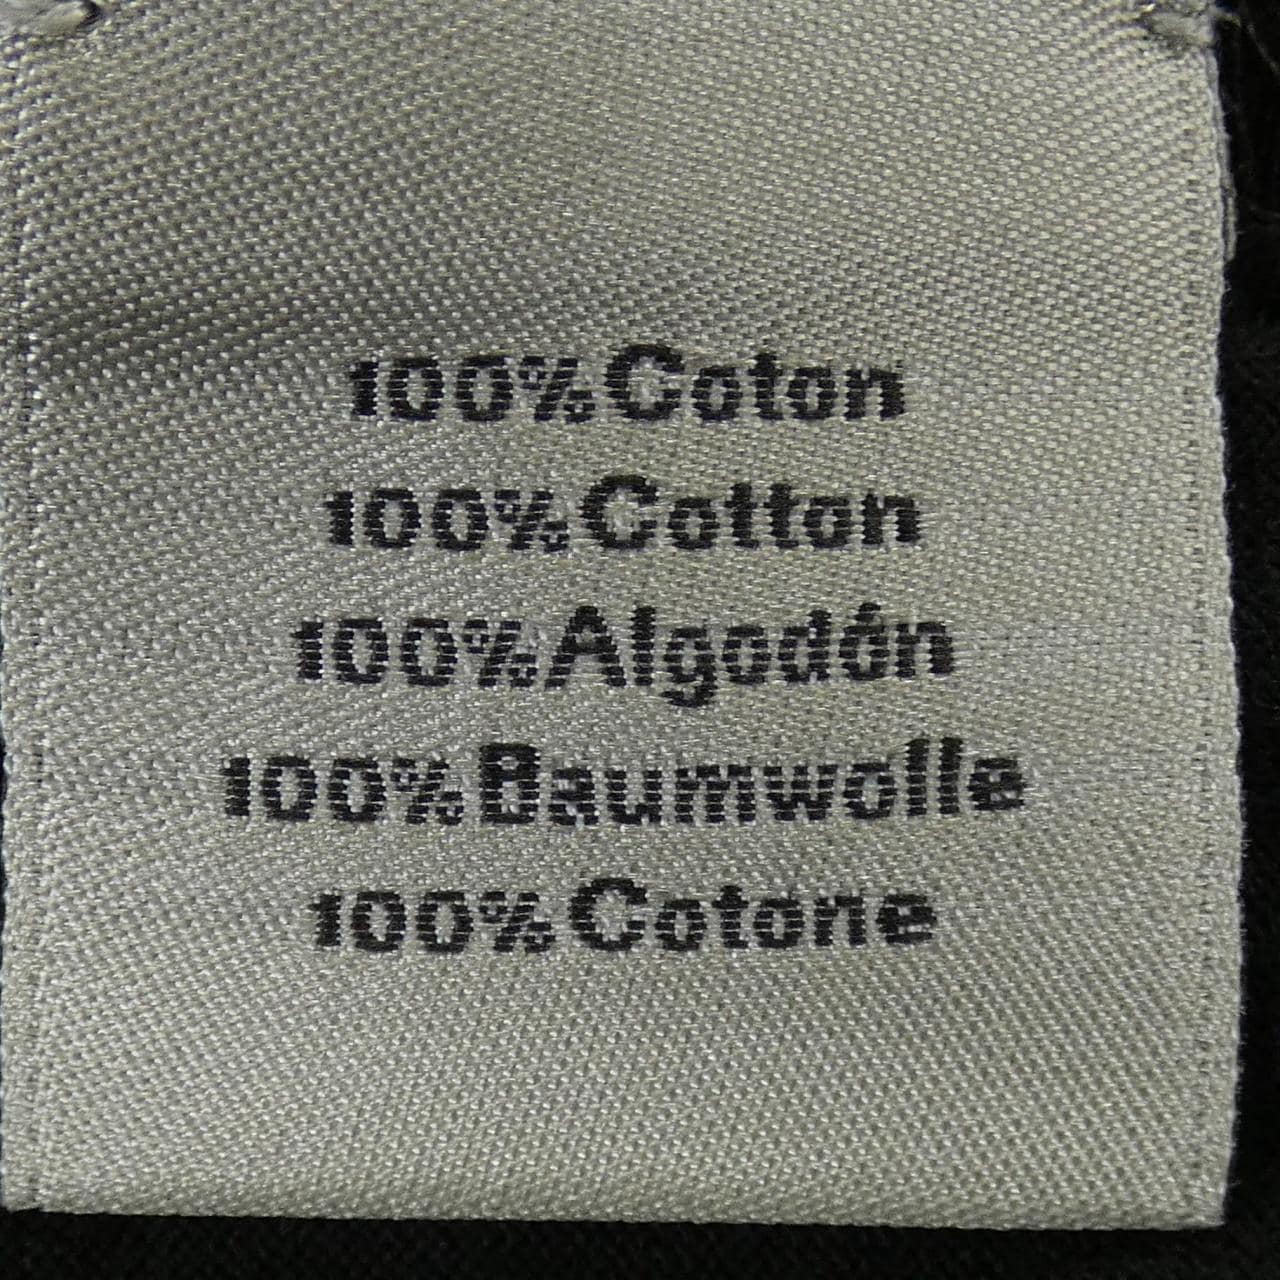 100% Coton
100% Cotton
100% Algodón
100% Baumwolle
100% Cotone